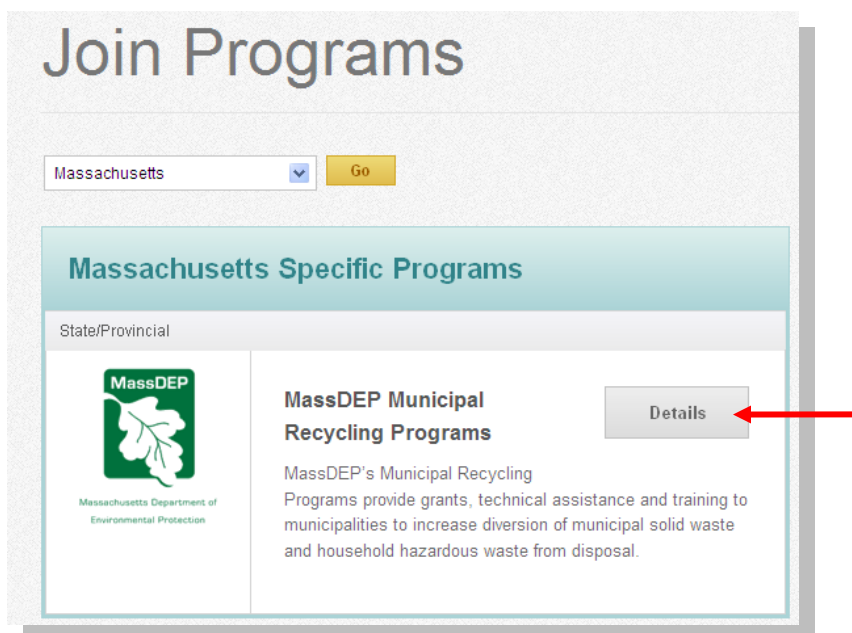 Join Programs
Massachusetts
Go
Massachusetts Specific Programs
State/Provincial
MassDEP
Massachusetts Department of
Environmental Protection
MassDEP Municipal
Recycling Programs
Details
MassDEP's Municipal Recycling
Programs provide grants, technical assistance and training to
municipalities to increase diversion of municipal solid waste
and household hazardous waste from disposal.